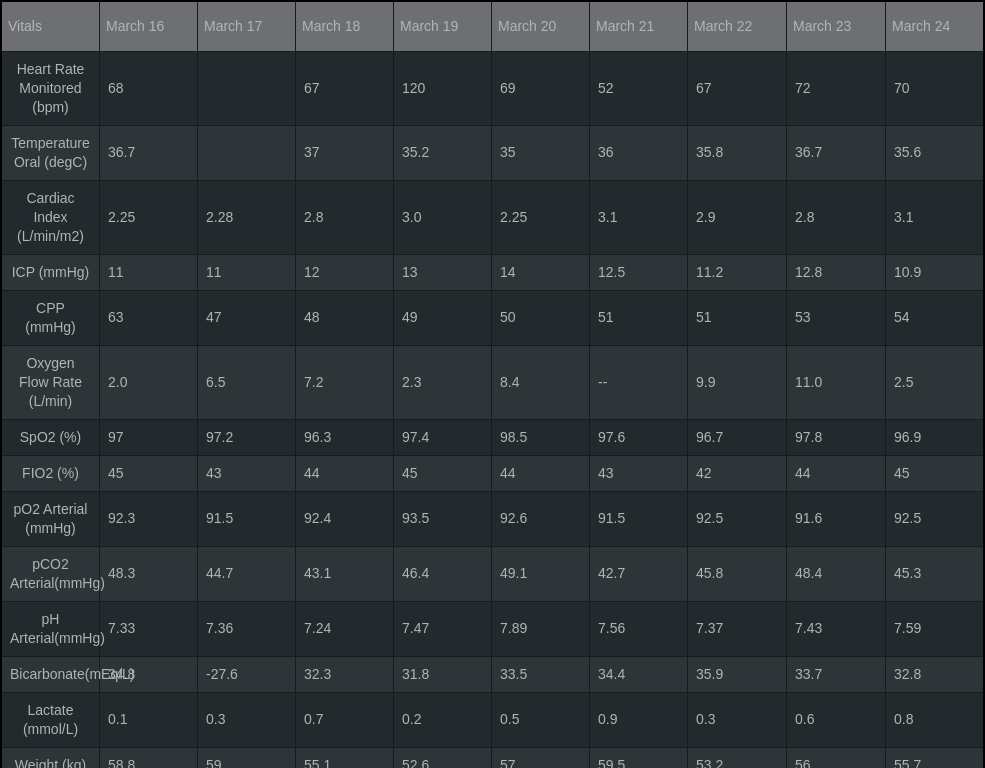 Vitals March 16 March 17 March 18 March 19 March 20 March 21 March 22 March 23 March 24
Heart Rate
Monitored
(bpm)
68 67 120 69 52 67 72 70
Temperature
Oral (degC)
36.7 37 35.2 35 36 35.8 36.7 35.6
Cardiac
Index
(L/min/m2)
2.25 2.28 2.8 3.0 2.25 3.1 2.9 2.8 3.1
ICP (mmHg) 11 11 12 13 14 12.5 11.2 12.8 10.9
CPP
(mmHg)
63 47 48 49 50 51 51 53 54
Oxygen
Flow Rate
(L/min)
2.0 6.5 7.2 2.3 8.4 -- 9.9 11.0 2.5
SpO2 (%) 97 97.2 96.3 97.4 98.5 97.6 96.7 97.8 96.9
FIO2 (%) 45 43 44 45 44 43 42 44 45
pO2 Arterial
(mmHg)
92.3 91.5 92.4 93.5 92.6 91.5 92.5 91.6 92.5
pCO2
Arterial(mmHg)
48.3 44.7 43.1 46.4 49.1 42.7 45.8 48.4 45.3
pH
Arterial(mmHg)
7.33 7.36 7.24 7.47 7.89 7.56 7.37 7.43 7.59
Bicarbonate(mEq/L) 34.3 -27.6 32.3 31.8 33.5 34.4 35.9 33.7 32.8
Lactate
(mmol/L)
0.1 0.3 0.7 0.2 0.5 0.9 0.3 0.6 0.8
Weight (kg) 58.8 59 55.1 52.6 57 59.5 53.2 56 55.7